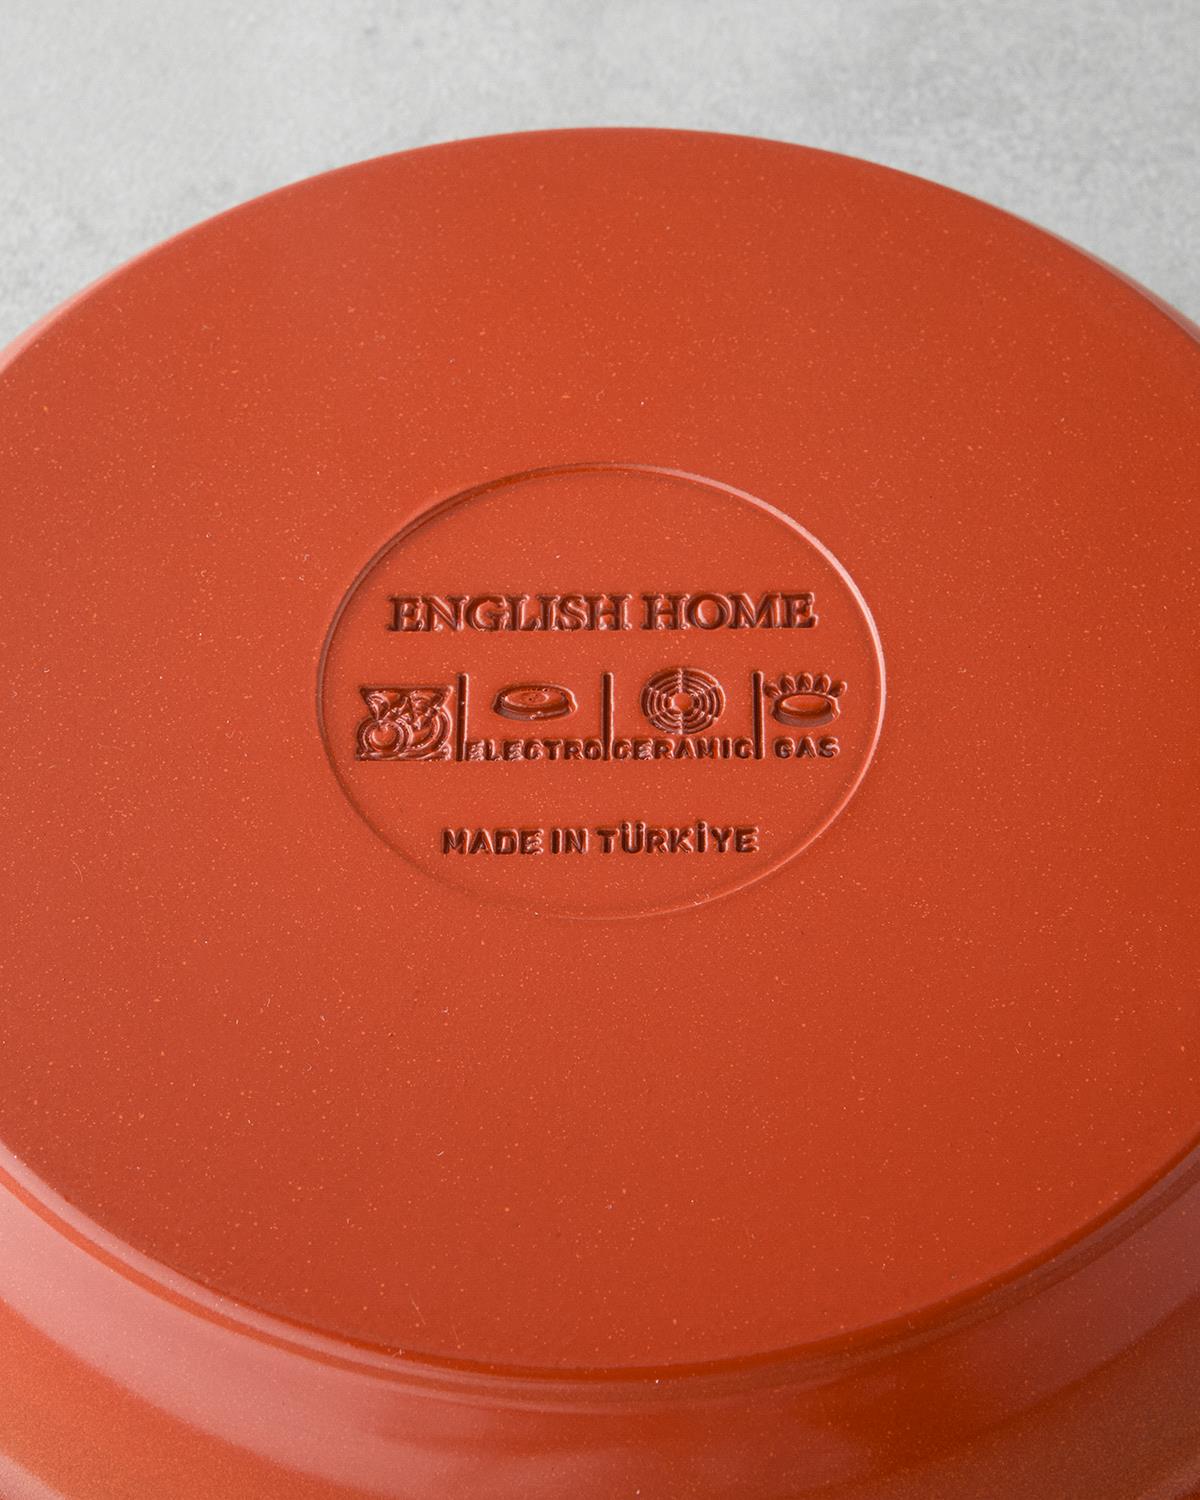 ENGLISH HOME
ELECTRO CERAMIC GAS
MADE IN TÜRKİYE